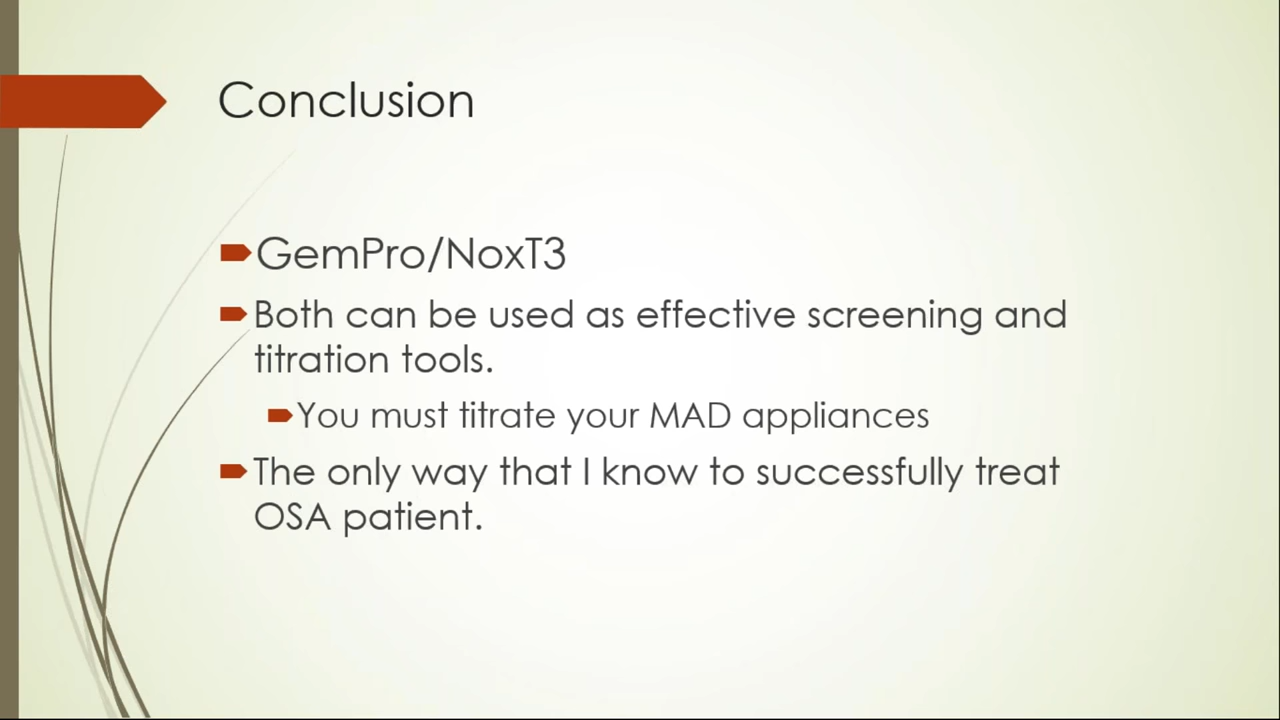 Conclusion
GemPro/NoxT3
Both can be used as effective screening and
titration tools.
You must titrate your MAD appliances
The only way that I know to successfully treat
OSA patient.